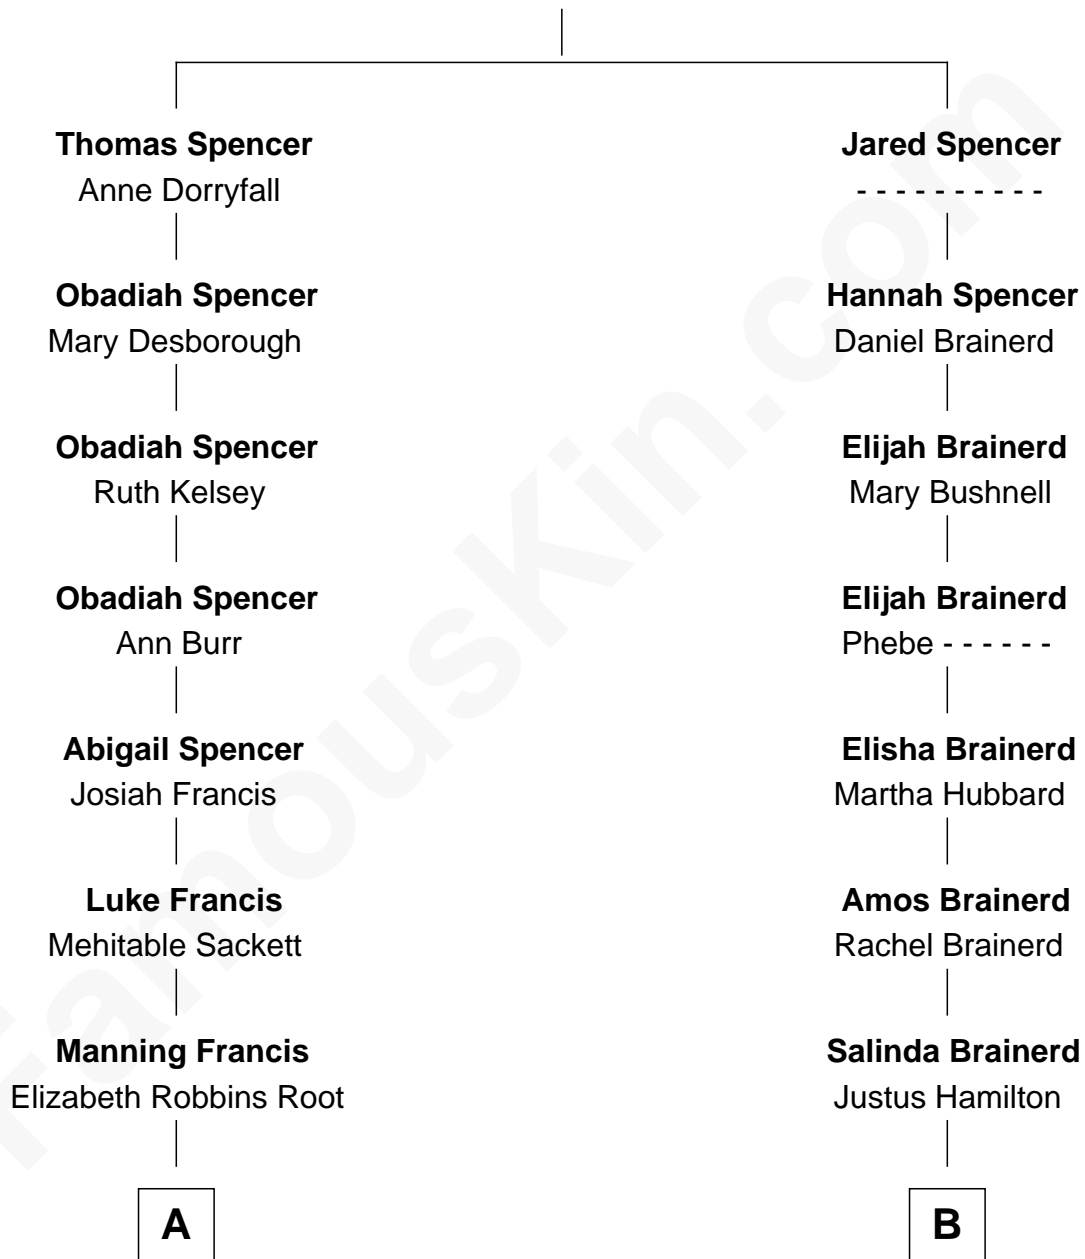 Thomas Spencer
Anne Dorryfall
Jared Spencer
- - - - - - - - - -
Obadiah Spencer
Mary Desborough
Hannah Spencer
Daniel Brainerd
Obadiah Spencer
Ruth Kelsey
Elijah Brainerd
Mary Bushnell
Obadiah Spencer
Ann Burr
Elijah Brainerd
Phebe - - - - - -
Abigail Spencer
Josiah Francis
Elisha Brainerd
Martha Hubbard
Luke Francis
Mehitable Sackett
Amos Brainerd
Rachel Brainerd
Manning Francis
Elizabeth Robbins Root
Salinda Brainerd
Justus Hamilton
A
B
FamousKin.com